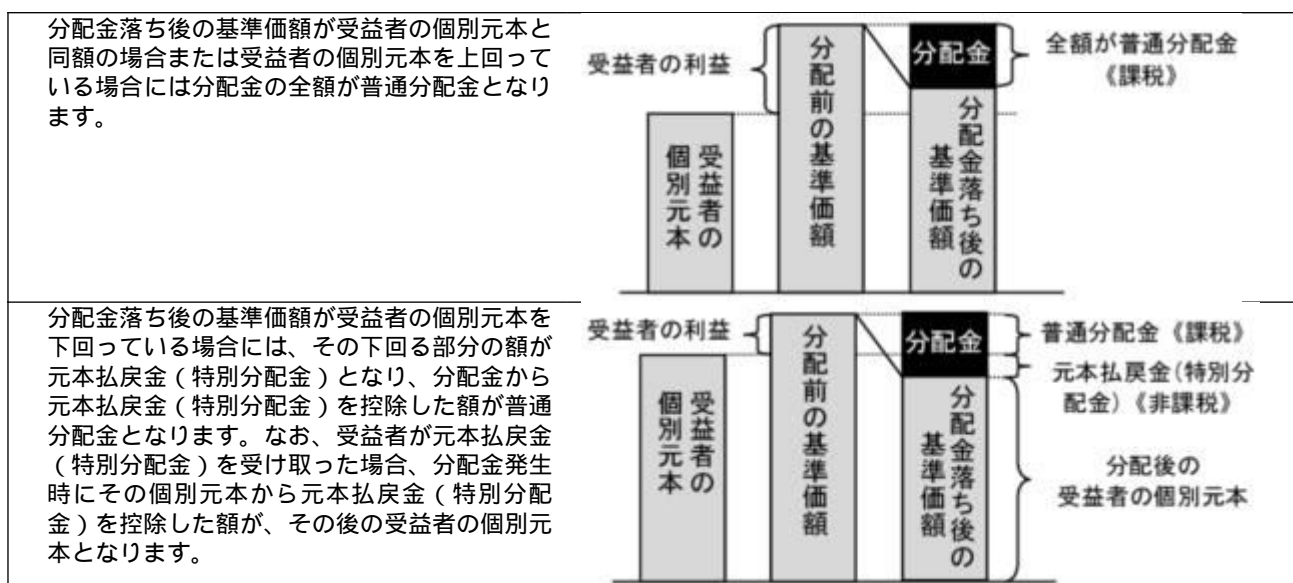 分配金落ち後の基準価額が受益者の個別元本と
同額の場合または受益者の個別元本を上回って
いる場合には分配金の全額が普通分配金となり
ます。
受益者の利益
受益者の
個別元本
分配前の基準価額
分配金
分配金落ち後の
基準価額
全額が普通分配金
《課税》
分配金落ち後の基準価額が受益者の個別元本を
下回っている場合には、その下回る部分の額が
元本払戻金(特別分配金)となり、分配金から
元本払戻金(特別分配金)を控除した額が普通
分配金となります。なお、受益者が元本払戻金
(特別分配金)を受け取った場合、分配金発生
時にその個別元本から元本払戻金(特別分配
金)を控除した額が、その後の受益者の個別元
本となります。
受益者の利益
受益者の
個別元本
分配前の基準価額
分配金
分配金落ち後の
基準価額
普通分配金《課税》
元本払戻金(特別分
配金)《非課税》
分配後の
受益者の個別元本